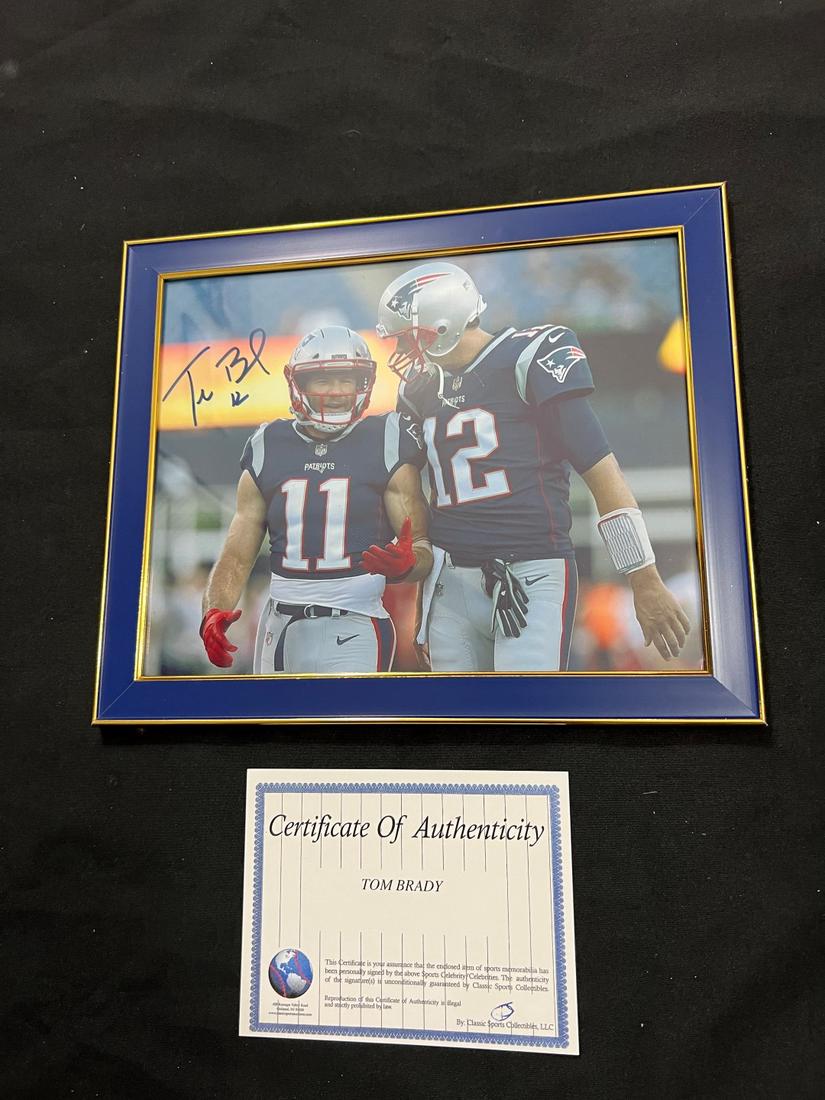 12
PATRIOTS
PATRIOTS
12
11
12
Certificate Of Authenticity
TOM BRADY
This Certificate is your assurance that the enclosed item of sports memorabilia has
been personally signed by the above Sports Celebrity/Celebrities. The authenticity
of the signature(s) is unconditionally guaranteed by Classic Sports Collectibles.
Reproduction of this Certificate of Authenticity is illegal
and strictly prohibited by law.
By: Classic Sports Collectibles, LLC